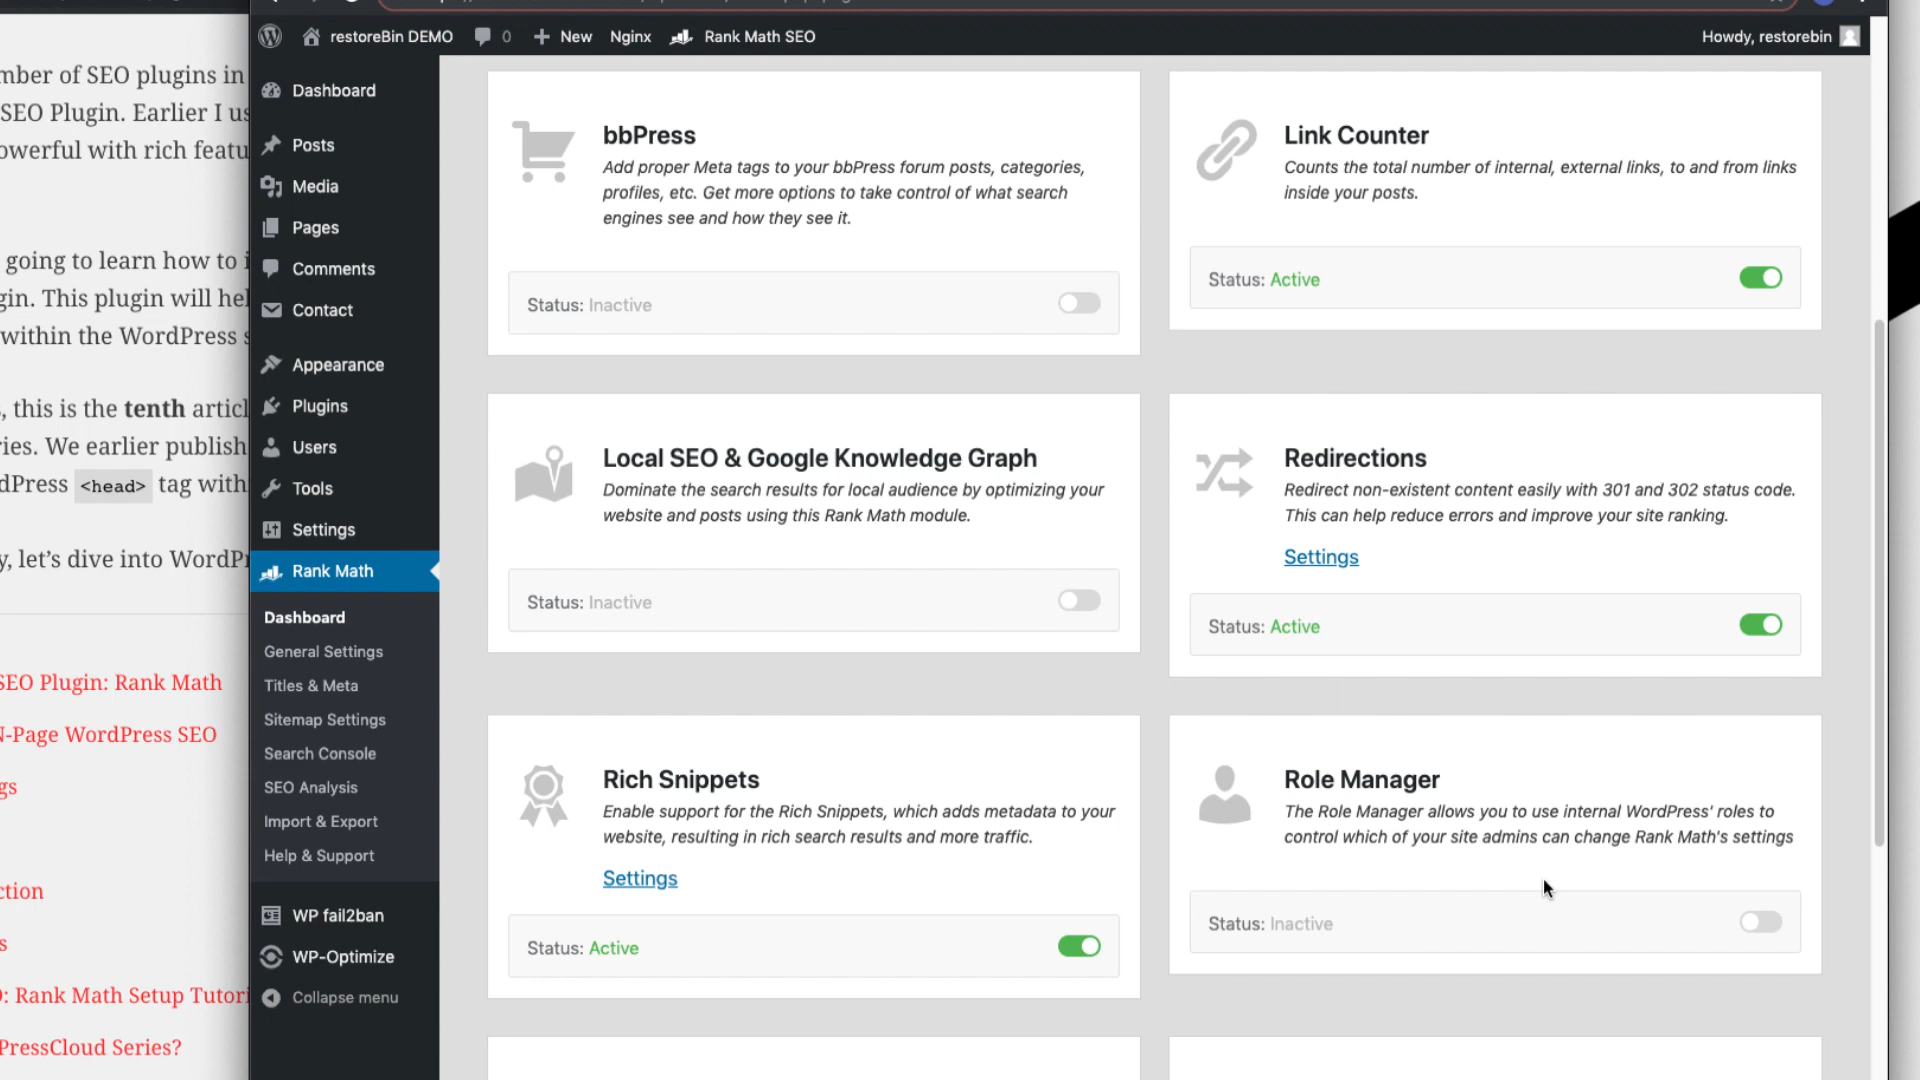 restoreBin DEMO
0
New
Nginx
Rank Math SEO
Howdy, restorebin
mber of SEO plugins in
SEO Plugin. Earlier I us
owerful with rich featu
going to learn how to i
gin. This plugin will hel
within the WordPress s
, this is the tenth articl
ries. We earlier publish
dPress <head> tag with
y, let's dive into WordPr
SEO Plugin: Rank Math
N-Page WordPress SEO
gs
ction
s
O: Rank Math Setup Tutori
PressCloud Series?
Dashboard
Posts
Media
Pages
Comments
Contact
Appearance
Plugins
Users
Tools
Settings
Rank Math
Dashboard
General Settings
Titles & Meta
Sitemap Settings
Search Console
SEO Analysis
Import & Export
Help & Support
WP fail2ban
WP-Optimize
Collapse menu
bbPress
Add proper Meta tags to your bbPress forum posts, categories,
profiles, etc. Get more options to take control of what search
engines see and how they see it.
Status: Inactive
Link Counter
Counts the total number of internal, external links, to and from links
inside your posts.
Status: Active
Local SEO & Google Knowledge Graph
Dominate the search results for local audience by optimizing your
website and posts using this Rank Math module.
Status: Inactive
Redirections
Redirect non-existent content easily with 301 and 302 status code.
This can help reduce errors and improve your site ranking.
Settings
Status: Active
Rich Snippets
Enable support for the Rich Snippets, which adds metadata to your
website, resulting in rich search results and more traffic.
Settings
Status: Active
Role Manager
The Role Manager allows you to use internal WordPress' roles to
control which of your site admins can change Rank Math's settings
Status: Inactive